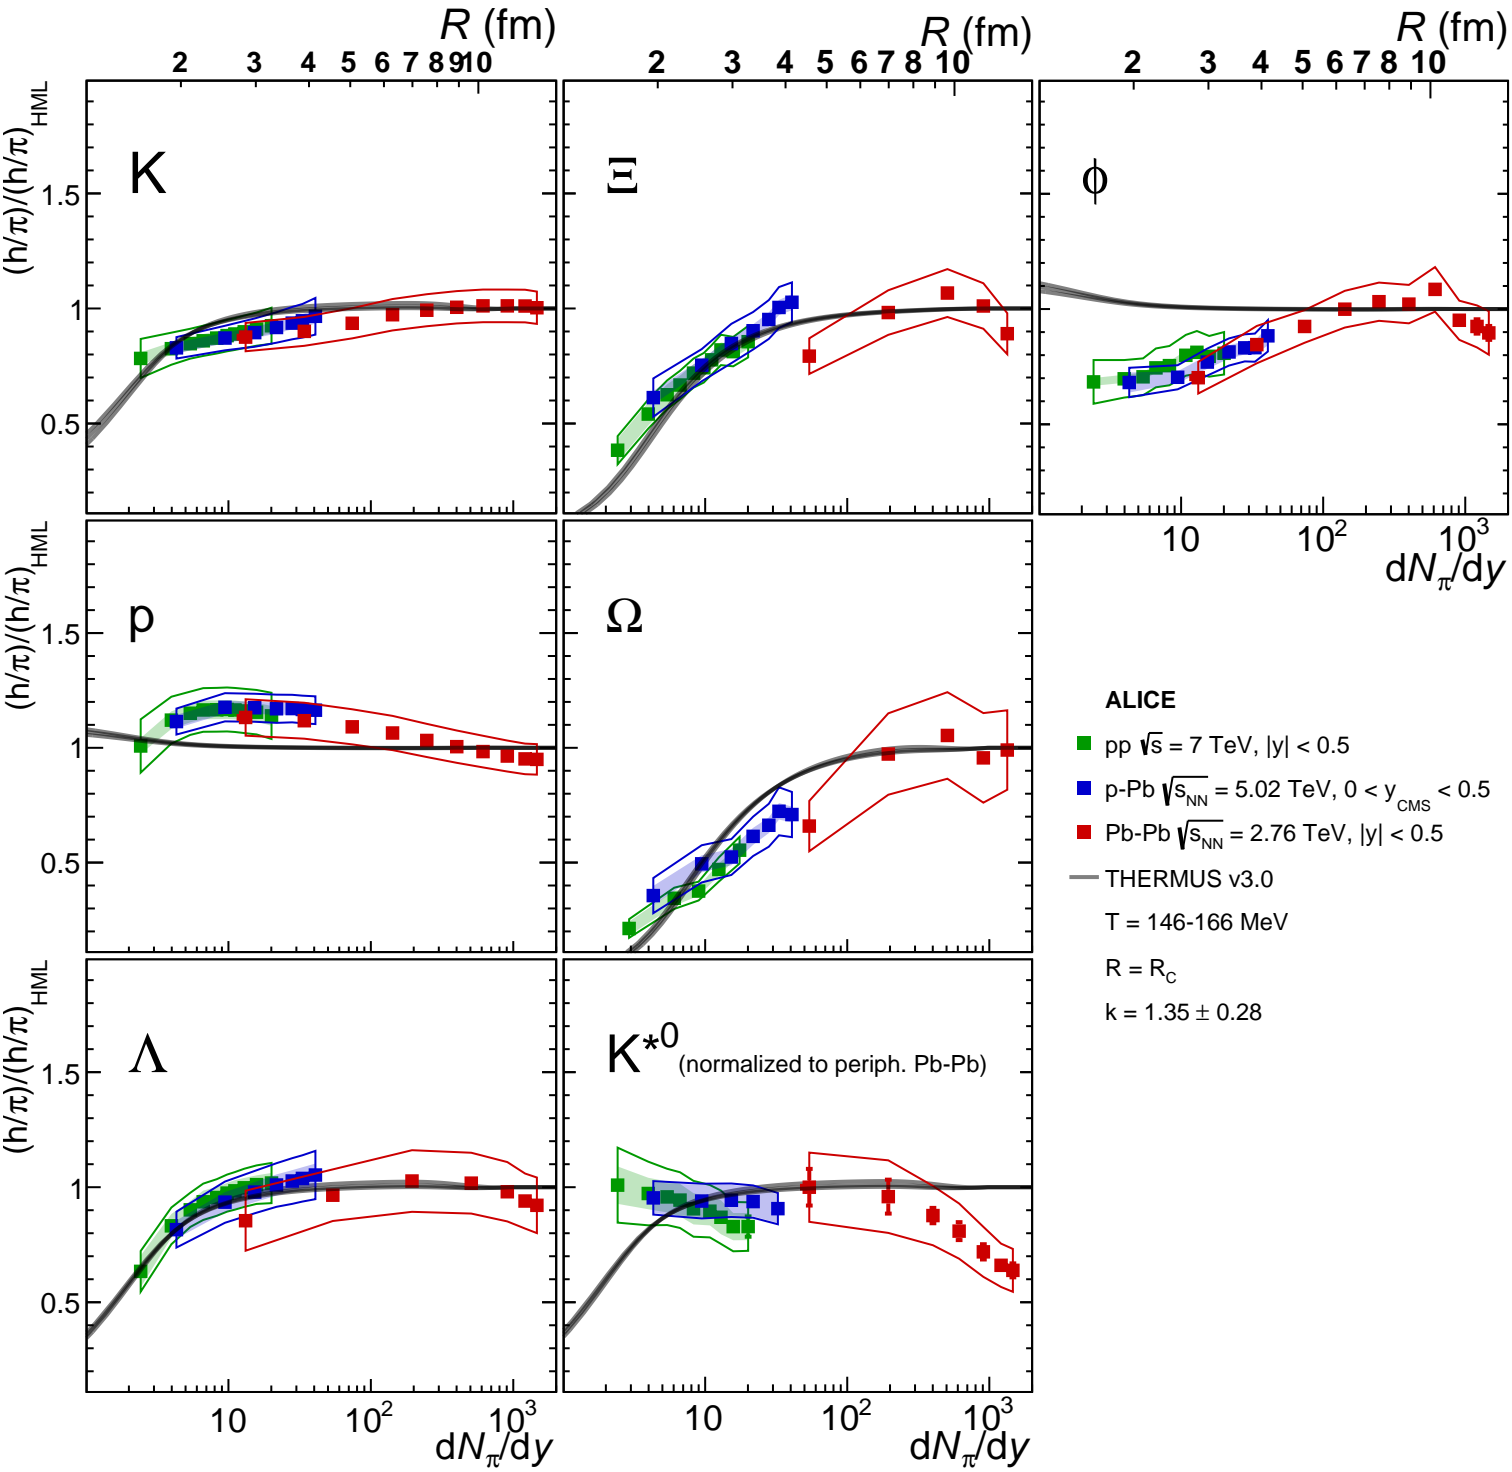 R (fm)
R (fm)
R (fm)
2 3 4 5 6 7 8 9 10
2 3 4 5 6 7 8 10
2 3 4 5 6 7 8 10
(h/π)/(h/π)HML
K
Ξ
ϕ
1.5
1
0.5
10 10² 10³
dNπ/dy
(h/π)/(h/π)HML
p
Ω
1.5
1
0.5
ALICE
pp √s = 7 TeV, |y| < 0.5
p-Pb √sNN = 5.02 TeV, 0 < yCMS < 0.5
Pb-Pb √sNN = 2.76 TeV, |y| < 0.5
THERMUS v3.0
T = 146-166 MeV
R = RC
k = 1.35 ± 0.28
(h/π)/(h/π)HML
Λ
K*0 (normalized to periph. Pb-Pb)
1.5
1
0.5
10 10² 10³
10 10² 10³
dNπ/dy
dNπ/dy